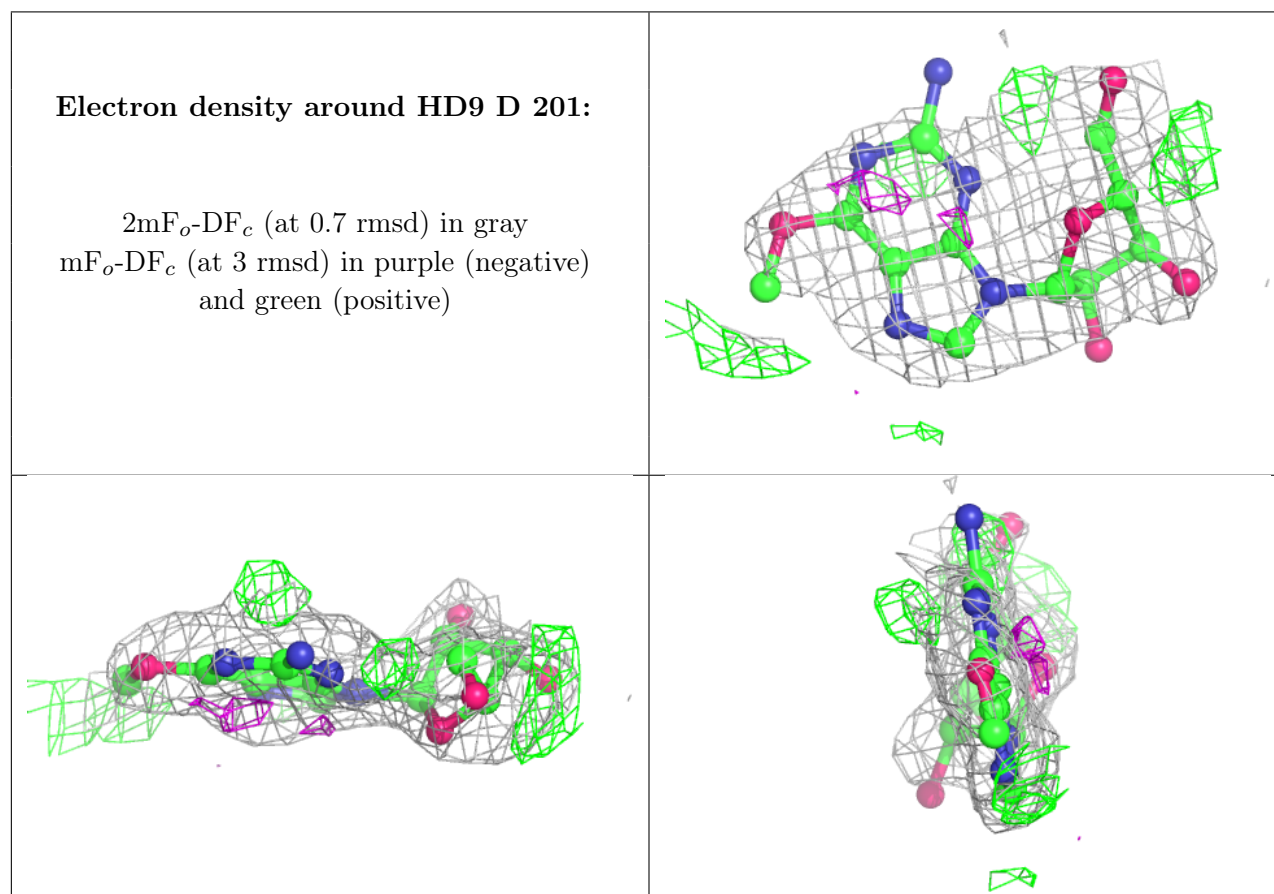 Electron density around HD9 D 201:
2mFo-DFc (at 0.7 rmsd) in gray
mFo-DFc (at 3 rmsd) in purple (negative)
and green (positive)